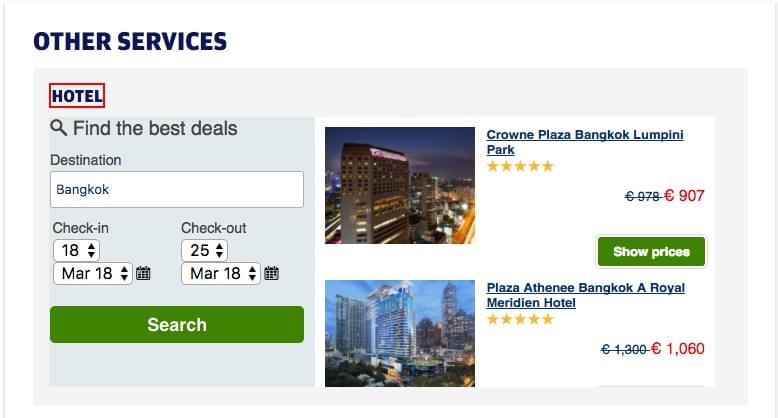 OTHER SERVICES
HOTEL
Find the best deals
Destination
Bangkok
Check-in
Check-out
18
25
Mar 18
Mar 18
Search
Crowne Plaza Bangkok Lumpini
Park
€ 978 € 907
Show prices
Plaza Athenee Bangkok A Royal
Meridien Hotel
€ 1,300 € 1,060